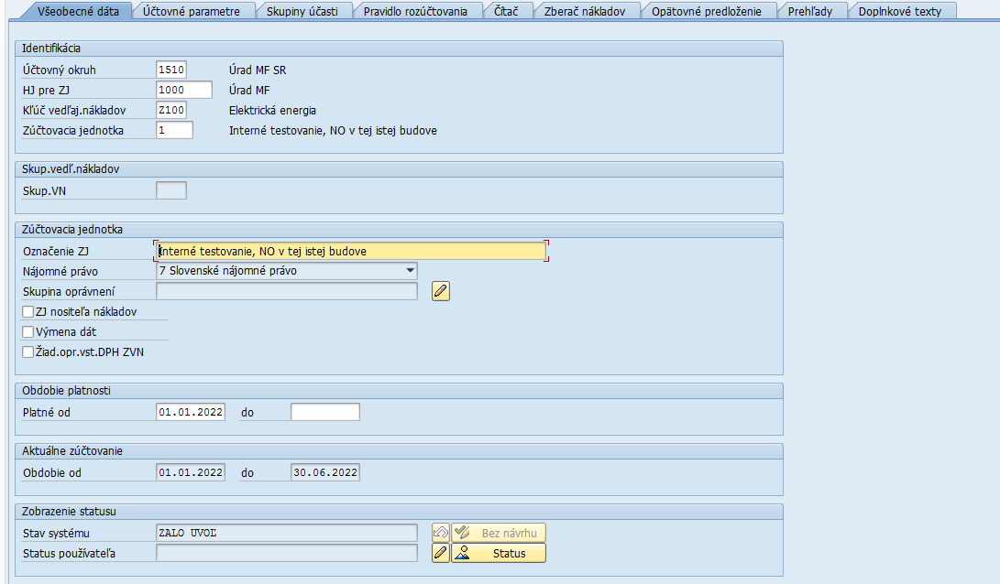 Všeobecné dáta Účtovné parametre Skupiny účasti Pravidlo rozúčtovania Čítač Zberač nákladov Opätovné predloženie Prehľady Doplnkové texty
Identifikácia
Účtovný okruh 1510 Úrad MF SR
HJ pre ZJ 1000 Úrad MF
Kľúč vedľaj.nákladov Z100 Elektrická energia
Zúčtovacia jednotka 1 Interné testovanie, NO v tej istej budove
Skup.vedľ.nákladov
Skup.VN
Zúčtovacia jednotka
Označenie ZJ Interné testovanie, NO v tej istej budove
Nájomné právo 7 Slovenské nájomné právo
Skupina oprávnení
ZJ nositeľa nákladov
Výmena dát
Žiad.opr.vst.DPH ZVN
Obdobie platnosti
Platné od 01.01.2022 do
Aktuálne zúčtovanie
Obdobie od 01.01.2022 do 30.06.2022
Zobrazenie statusu
Stav systému ZALO UVOĽ Bez návrhu
Status používateľa Status